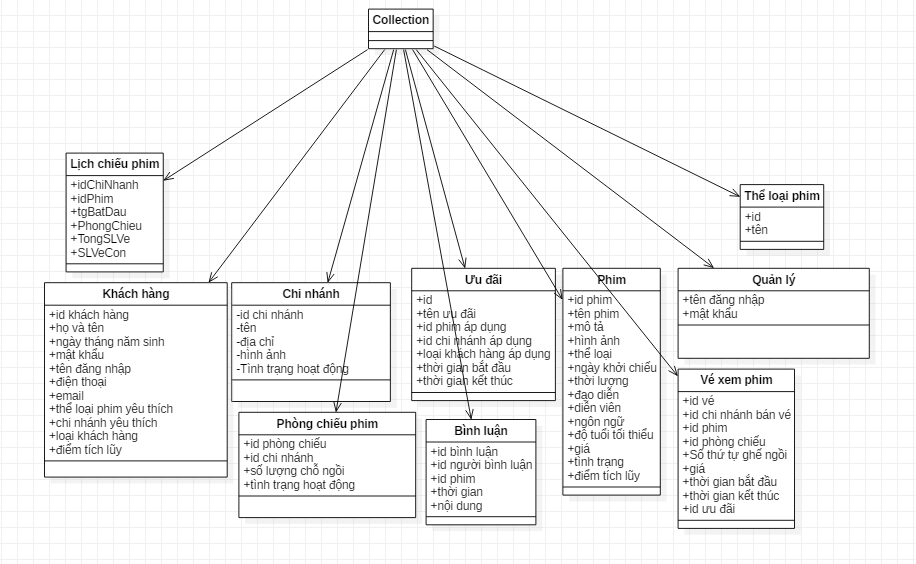 Collection
Lịch chiếu phim
+idChiNhanh
+idPhim
+tgBatDau
+PhongChieu
+TongSLVe
+SLVeCon
Thể loại phim
+id
+tên
Khách hàng
+id khách hàng
+họ và tên
+ngày tháng năm sinh
+mật khẩu
+tên đăng nhập
+điện thoại
+email
+thể loại phim yêu thích
+chi nhánh yêu thích
+loại khách hàng
+điểm tích lũy
Chi nhánh
-id chi nhánh
-tên
-địa chỉ
-hình ảnh
-Tình trạng hoạt động
Ưu đãi
+id
+tên ưu đãi
+id phim áp dụng
+id chi nhánh áp dụng
+loại khách hàng áp dụng
+thời gian bắt đầu
+thời gian kết thúc
Phim
+id phim
+tên phim
+mô tả
+hình ảnh
+thể loại
+ngày khởi chiếu
+thời lượng
+đạo diễn
+diễn viên
+ngôn ngữ
+độ tuổi tối thiểu
+giá
+tình trạng
+điểm tích lũy
Quản lý
+tên đăng nhập
+mật khẩu
Phòng chiếu phim
+id phòng chiếu
+id chi nhánh
+số lượng chỗ ngồi
+tình trạng hoạt động
Bình luận
+id bình luận
+id người bình luận
+id phim
+thời gian
+nội dung
Vé xem phim
+id vé
+id chi nhánh bán vé
+id phim
+id phòng chiếu
+Số thứ tự ghế ngồi
+giá
+thời gian bắt đầu
+thời gian kết thúc
+id ưu đãi